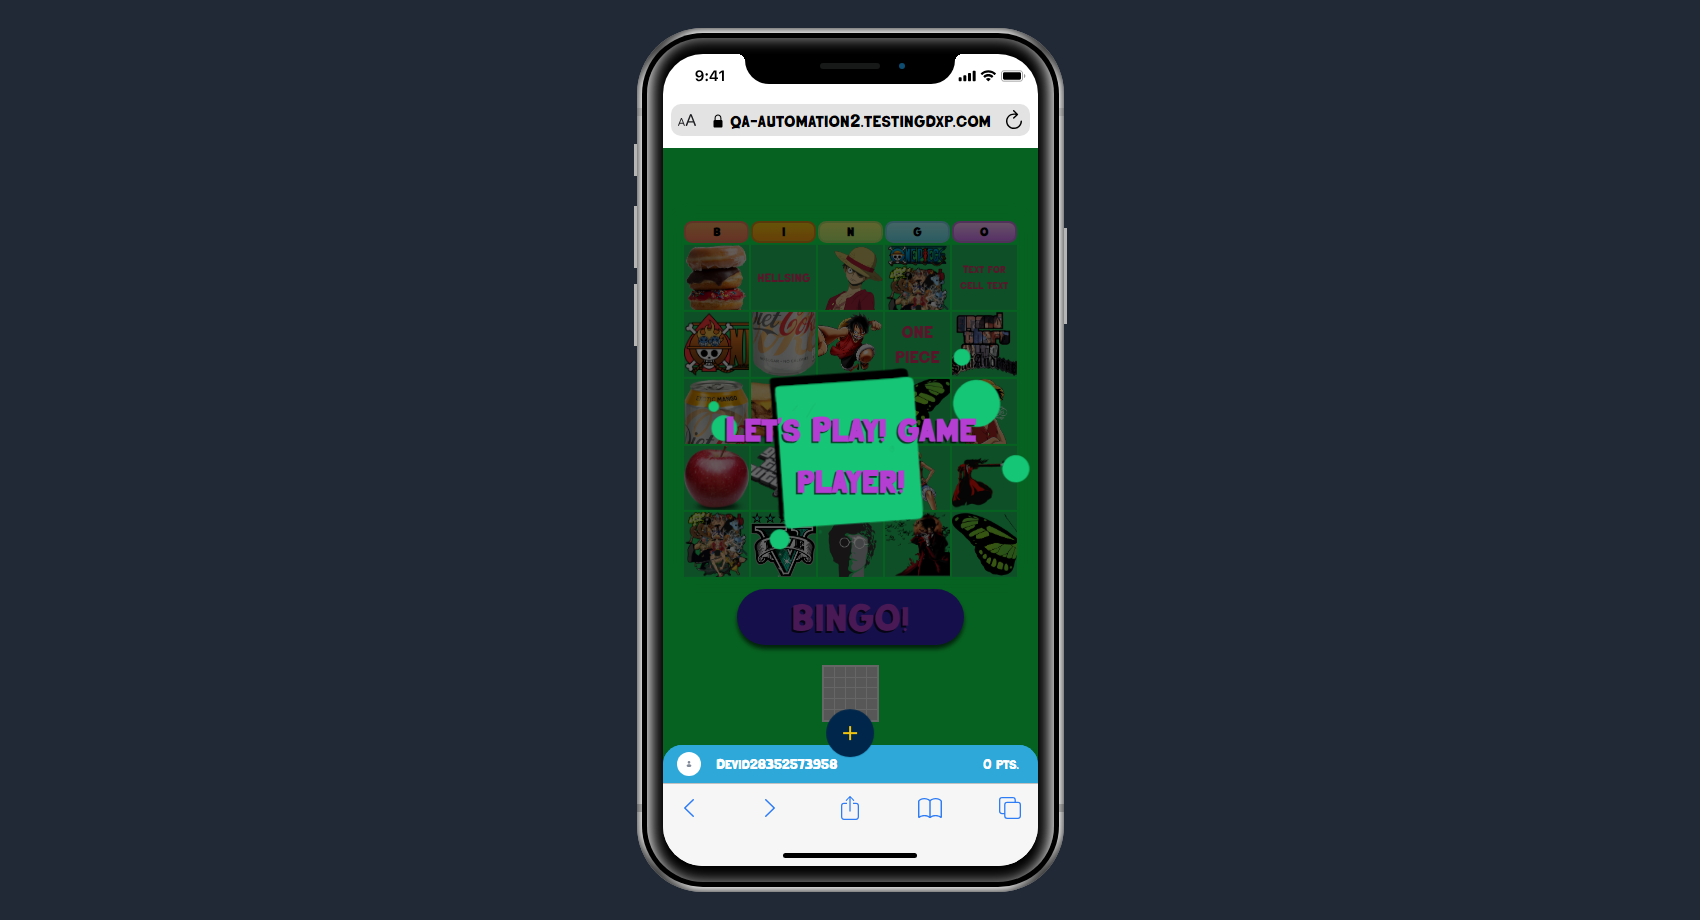 9:41
AA QA-AUTOMATION2.TESTINGDXP.COM
B I N G O
HELLSING
TEXT FOR
CELL TEXT
ONE
PIECE
LET'S PLAY! GAME
PLAYER!
BINGO!
+
DEVID28352573958 0 PTS.